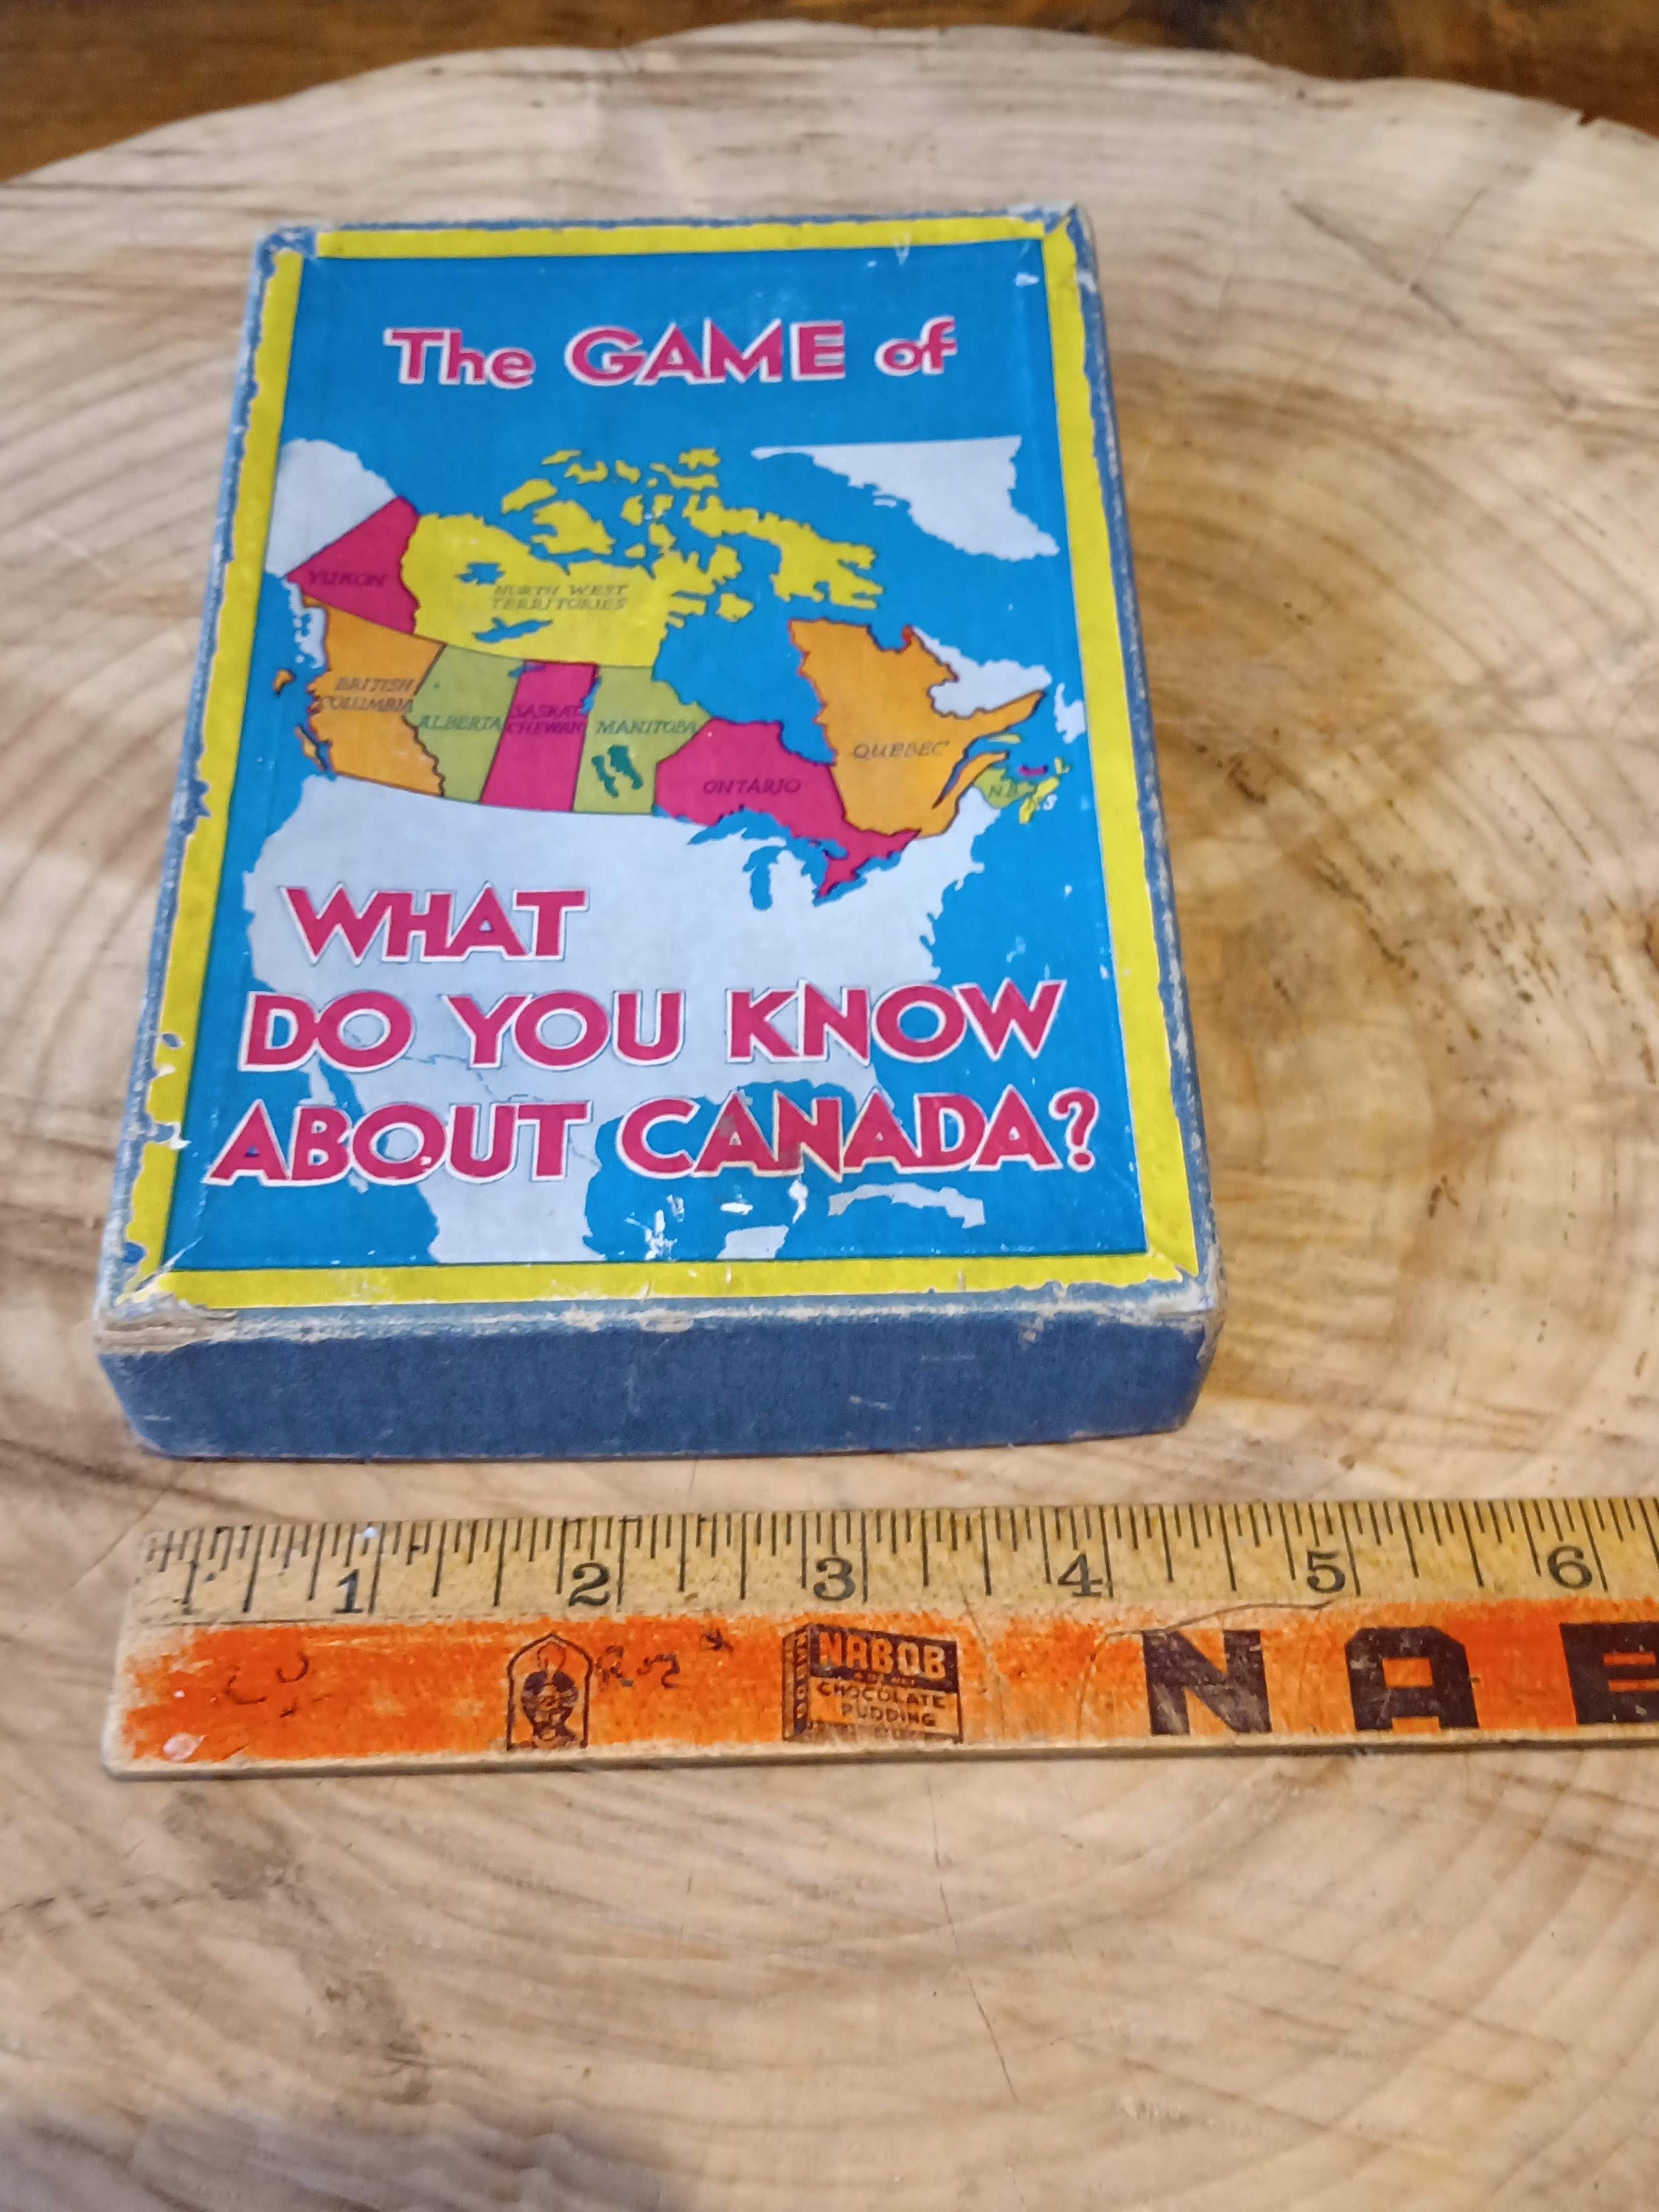 The GAME of
YUKON
NORTH WEST
TERRITORIES
BRITISH
COLUMBIA
ALBERTA
SASKAT
CHEWAN
MANITOBA
ONTARIO
QUEBEC
N.B.
N.S
WHAT
DO YOU KNOW
ABOUT CANADA?
1 2 3 4 5 6
NABOB
CHOCOLATE
PUDDING
NAB